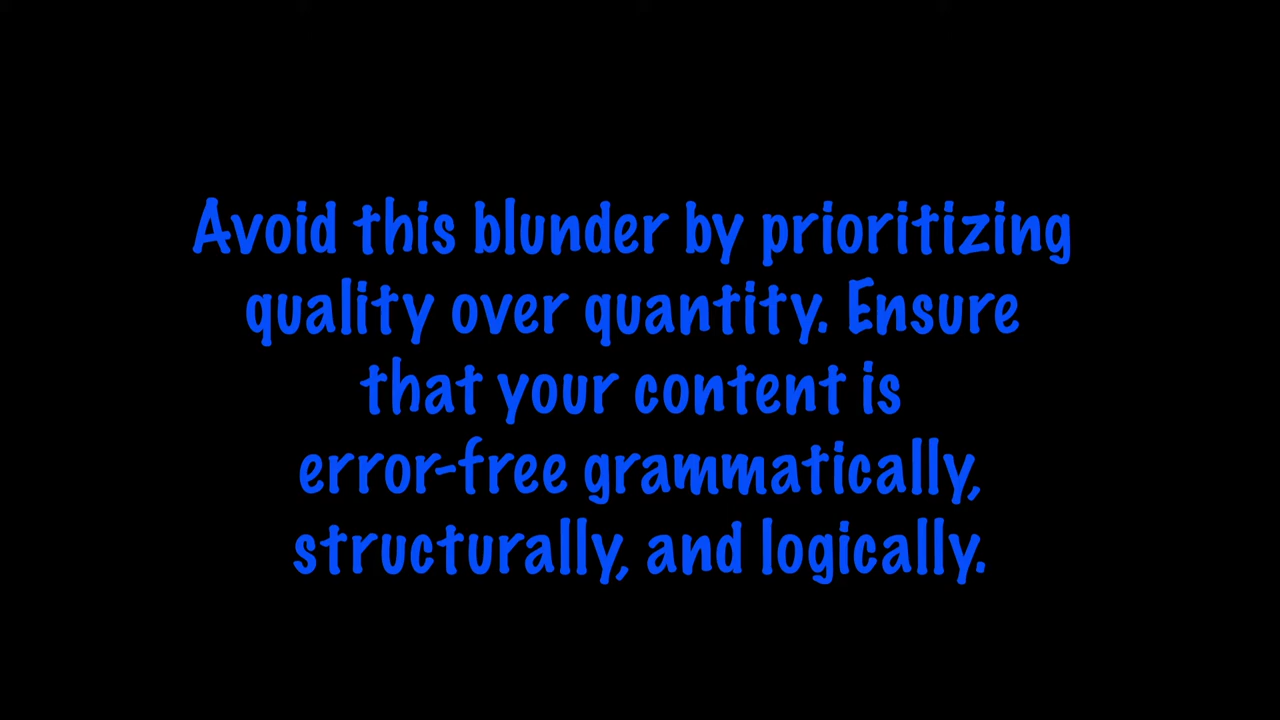 Avoid this blunder by prioritizing
quality over quantity. Ensure
that your content is
error-free grammatically,
structurally, and logically.